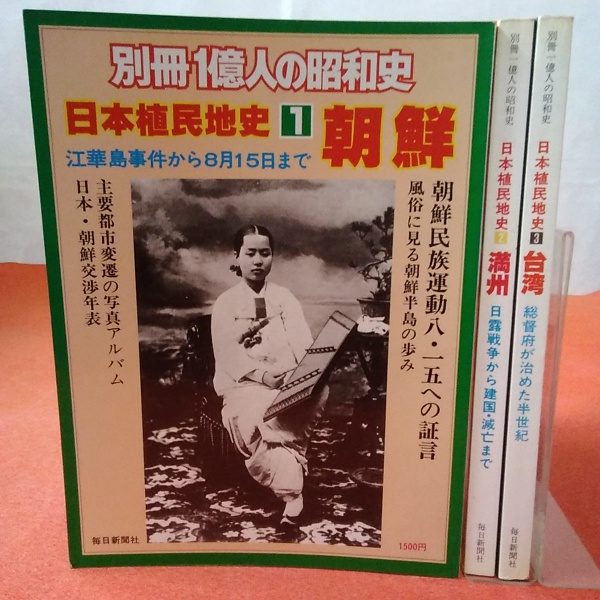 別冊1億人の昭和史
日本植民地史 1 朝鮮
江華島事件から8月15日まで
朝鮮民族運動八・一五への証言
風俗に見る朝鮮半島の歩み
主要都市変遷の写真アルバム
日本・朝鮮交渉年表
毎日新聞社
1500円
別冊一億人の昭和史
日本植民地史 2 満州
日露戦争から建国・滅亡まで
毎日新聞社
別冊一億人の昭和史
日本植民地史 3 台湾
総督府が治めた半世紀
毎日新聞社